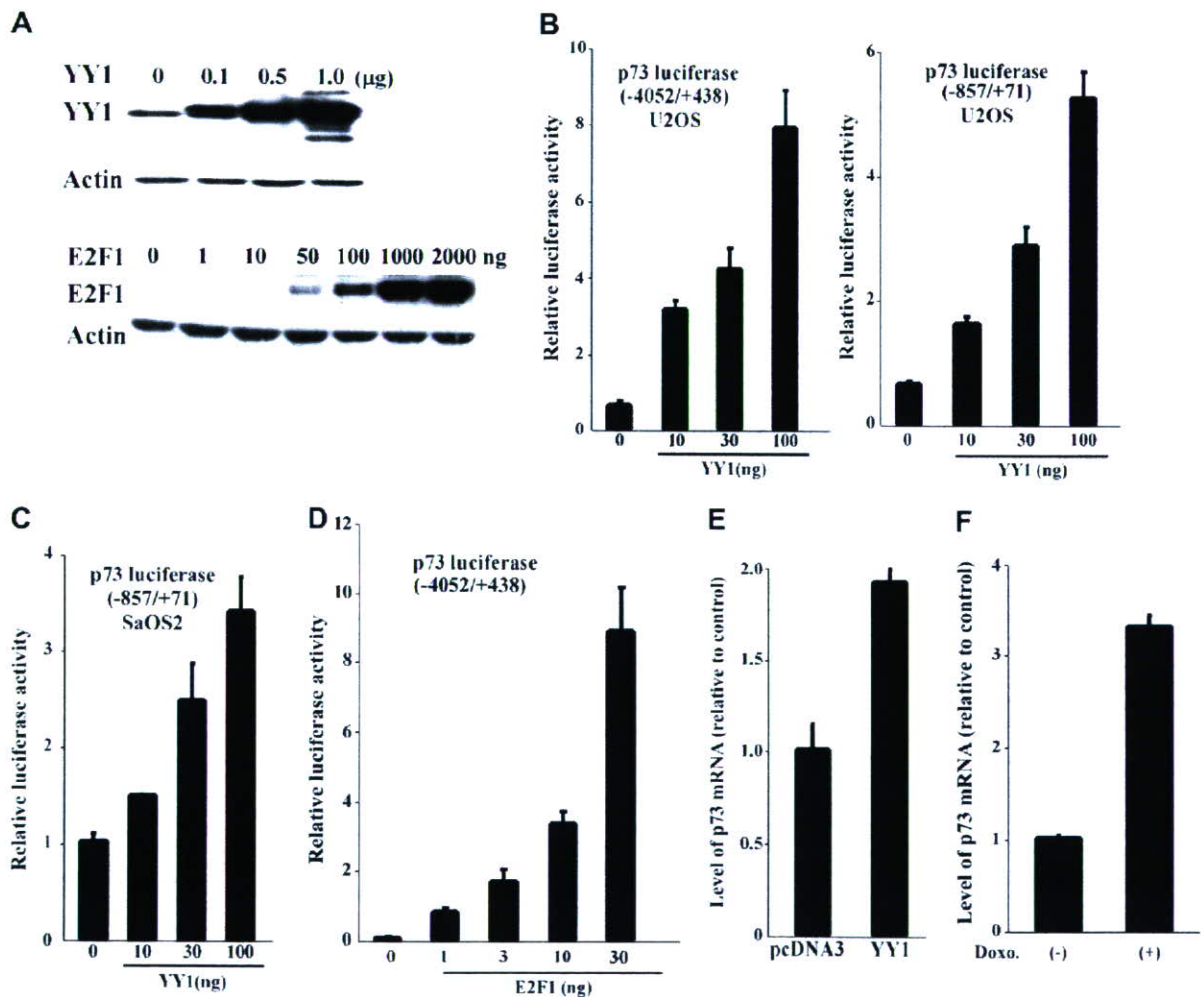 A
YY1 0 0.1 0.5 1.0 (µg)
YY1
Actin
E2F1 0 1 10 50 100 1000 2000 ng
E2F1
Actin
B
Relative luciferase activity
10
8
6
4
2
0
p73 luciferase
(-4052/+438)
U2OS
0 10 30 100
YY1(ng)
Relative luciferase activity
6
4
2
0
p73 luciferase
(-857/+71)
U2OS
0 10 30 100
YY1 (ng)
C
Relative luciferase activity
4
3
2
1
0
p73 luciferase
(-857/+71)
SaOS2
0 10 30 100
YY1(ng)
D
Relative luciferase activity
12
10
8
6
4
2
0
p73 luciferase
(-4052/+438)
0 1 3 10 30
E2F1 (ng)
E
Level of p73 mRNA (relative to control)
2.0
1.5
1.0
0.5
0.0
pcDNA3 YY1
F
Level of p73 mRNA (relative to control)
4
3
2
1
0
Doxo. (-) (+)